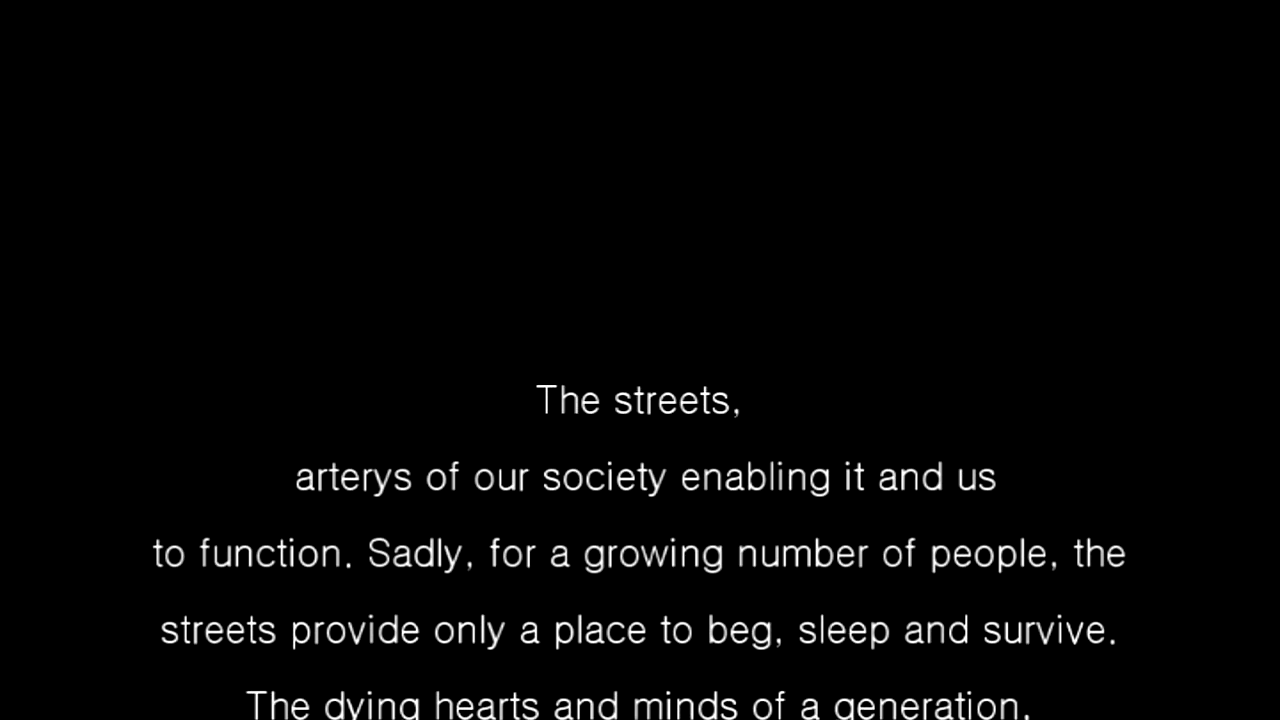 The streets,
arterys of our society enabling it and us
to function. Sadly, for a growing number of people, the
streets provide only a place to beg, sleep and survive.
The dying hearts and minds of a generation.